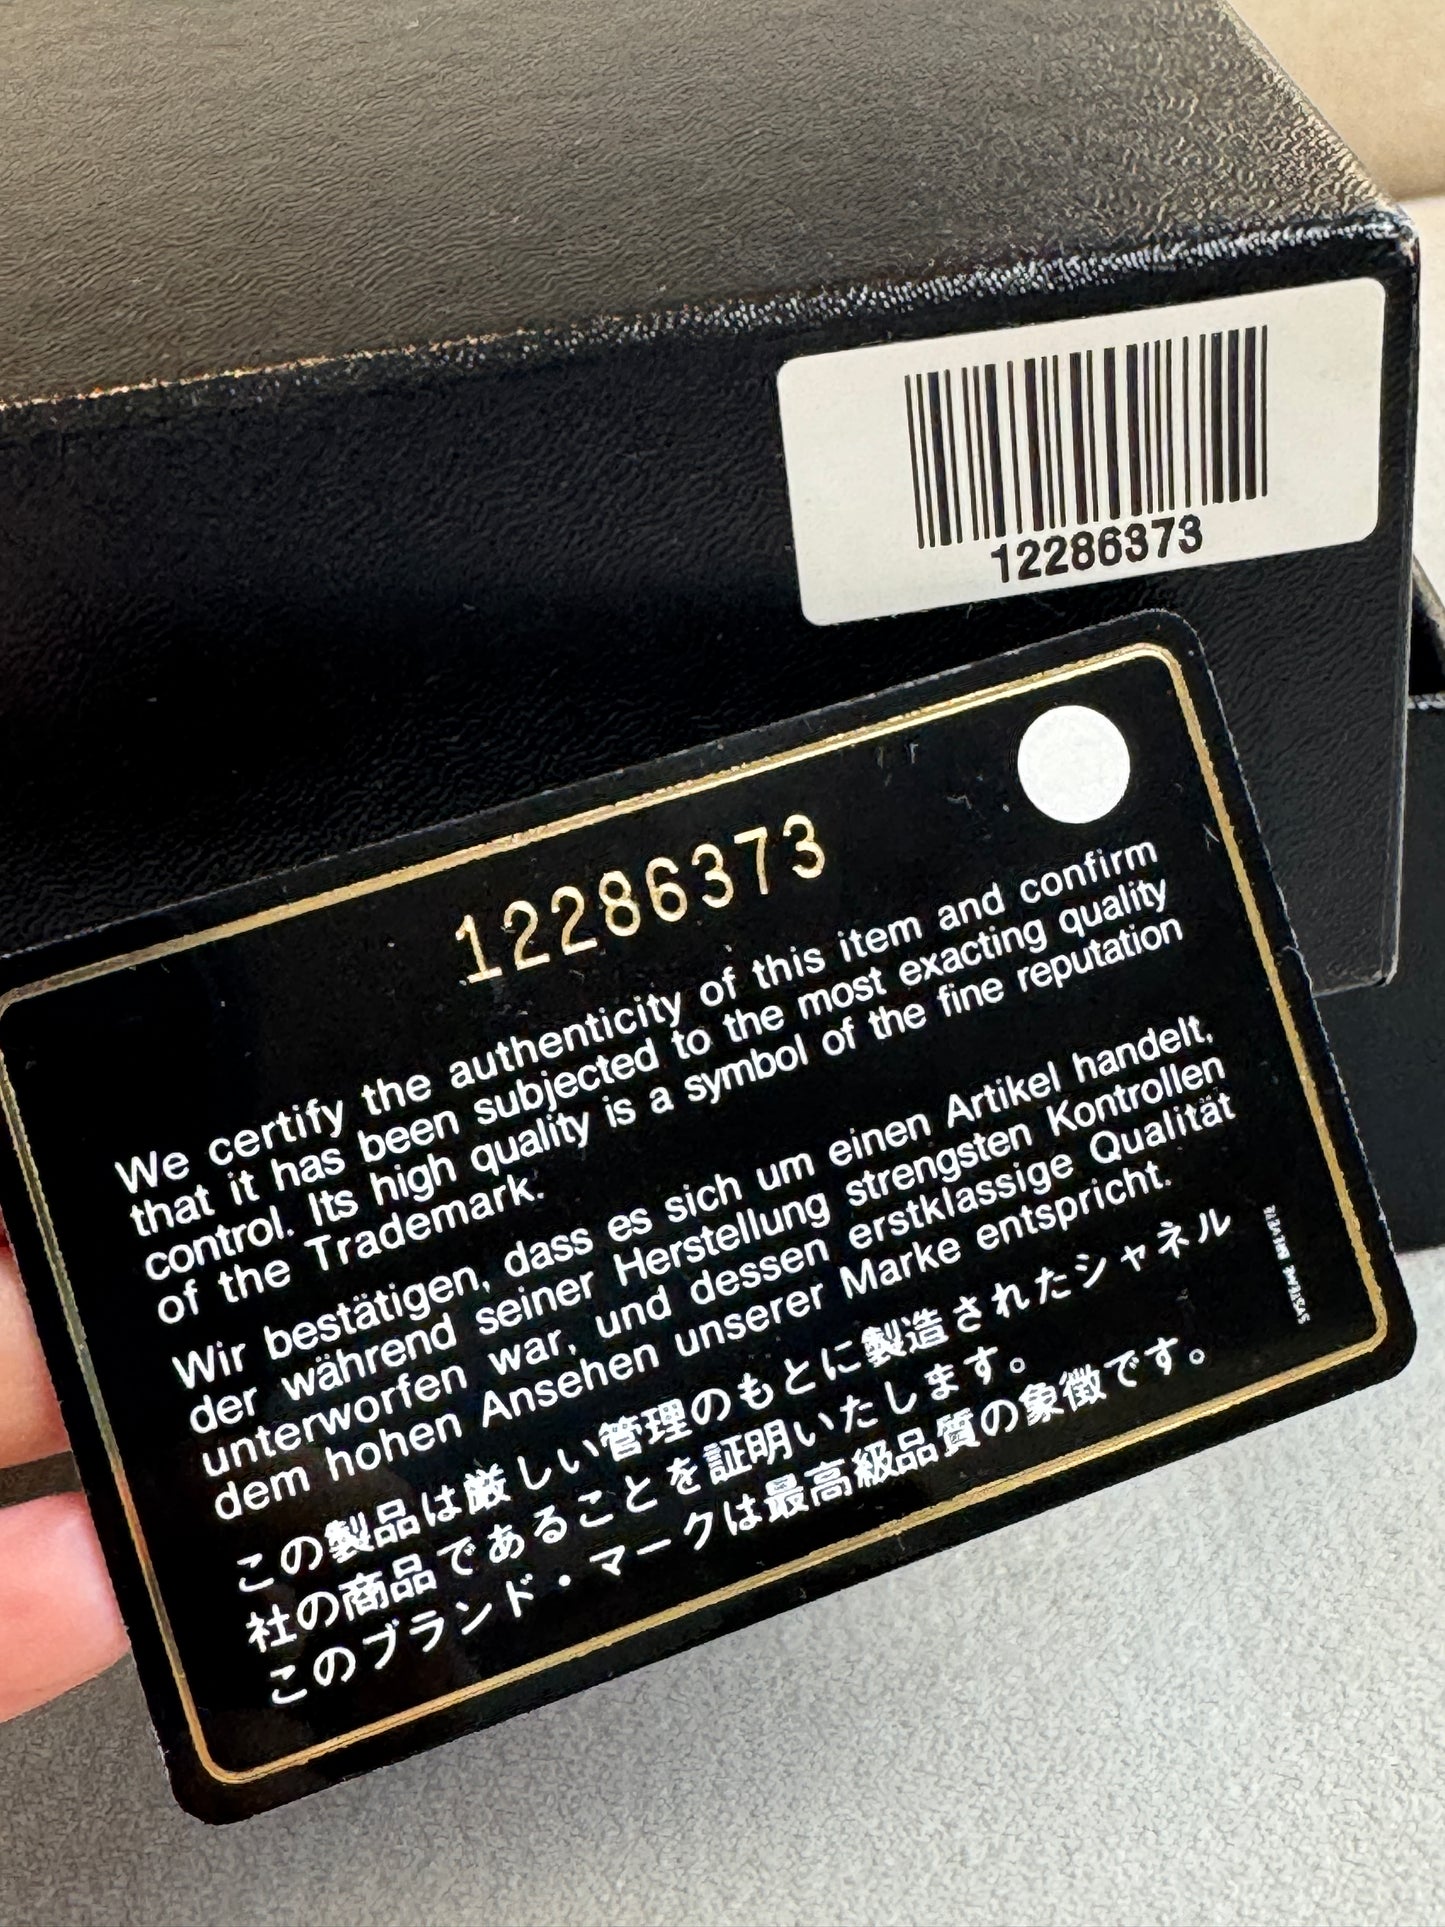 12286373
12286373
We certify the authenticity of this item and confirm
that it has been subjected to the most exacting quality
control. Its high quality is a symbol of the fine reputation
of the Trademark.
Wir bestätigen, dass es sich um einen Artikel handelt,
der während seiner Herstellung strengsten Kontrollen
unterworfen war, und dessen erstklassige Qualität
dem hohen Ansehen unserer Marke entspricht.
この製品は厳しい管理のもとに製造されたシャネル
社の商品であることを証明いたします。
このブランド・マークは最高級品質の象徴です。